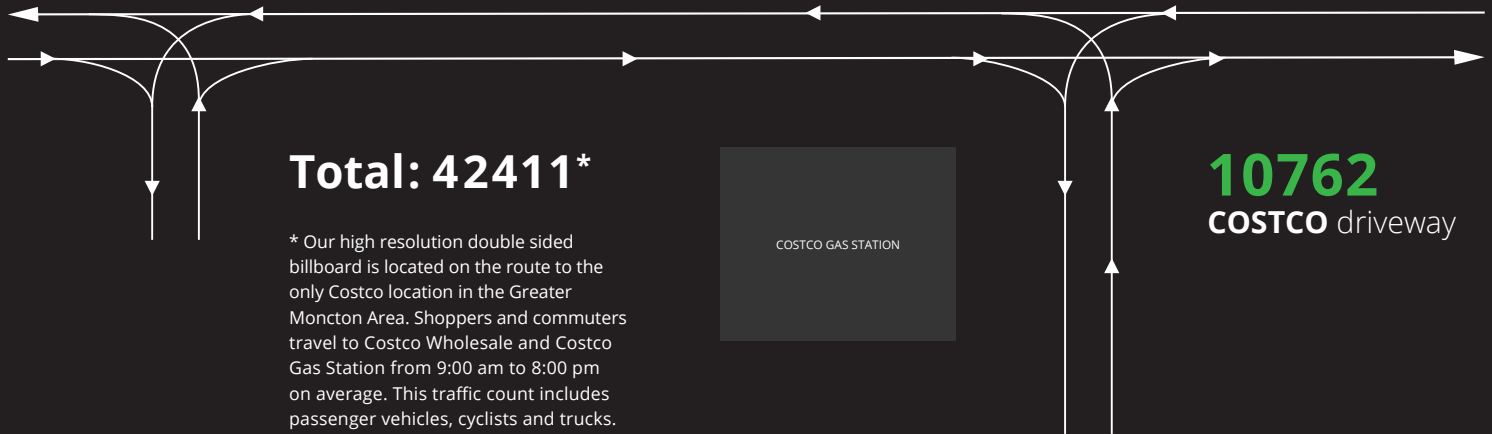 Total: 42411*
* Our high resolution double sided
billboard is located on the route to the
only Costco location in the Greater
Moncton Area. Shoppers and commuters
travel to Costco Wholesale and Costco
Gas Station from 9:00 am to 8:00 pm
on average. This traffic count includes
passenger vehicles, cyclists and trucks.
COSTCO GAS STATION
10762
COSTCO driveway